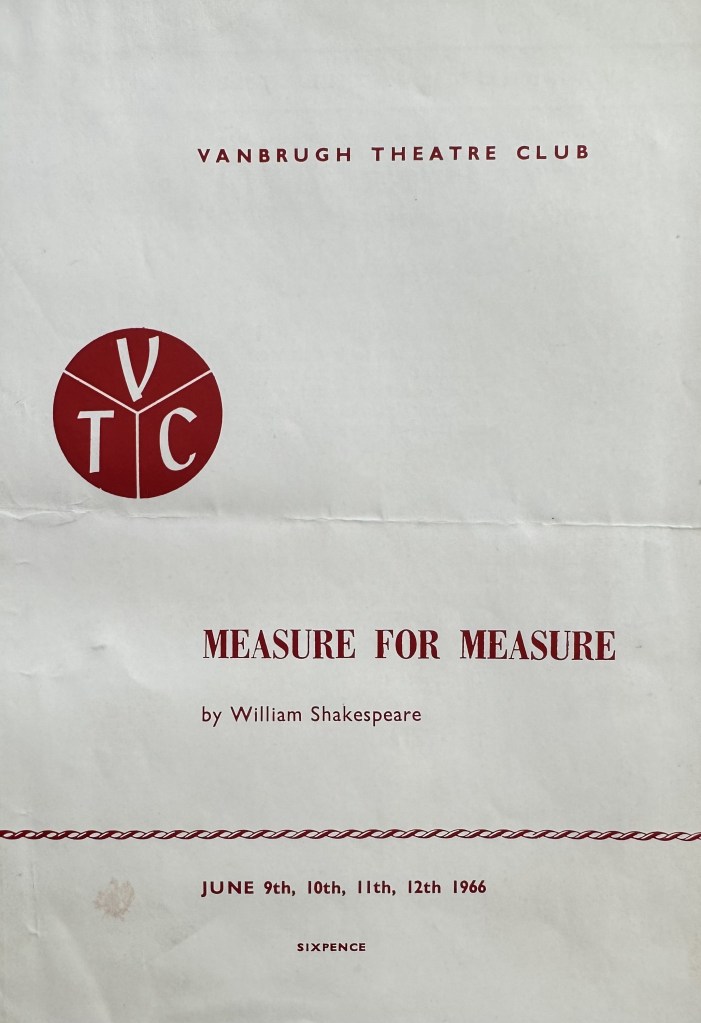 VANBRUGH THEATRE CLUB
V
T C
MEASURE FOR MEASURE
by William Shakespeare
JUNE 9th, 10th, 11th, 12th 1966
SIXPENCE